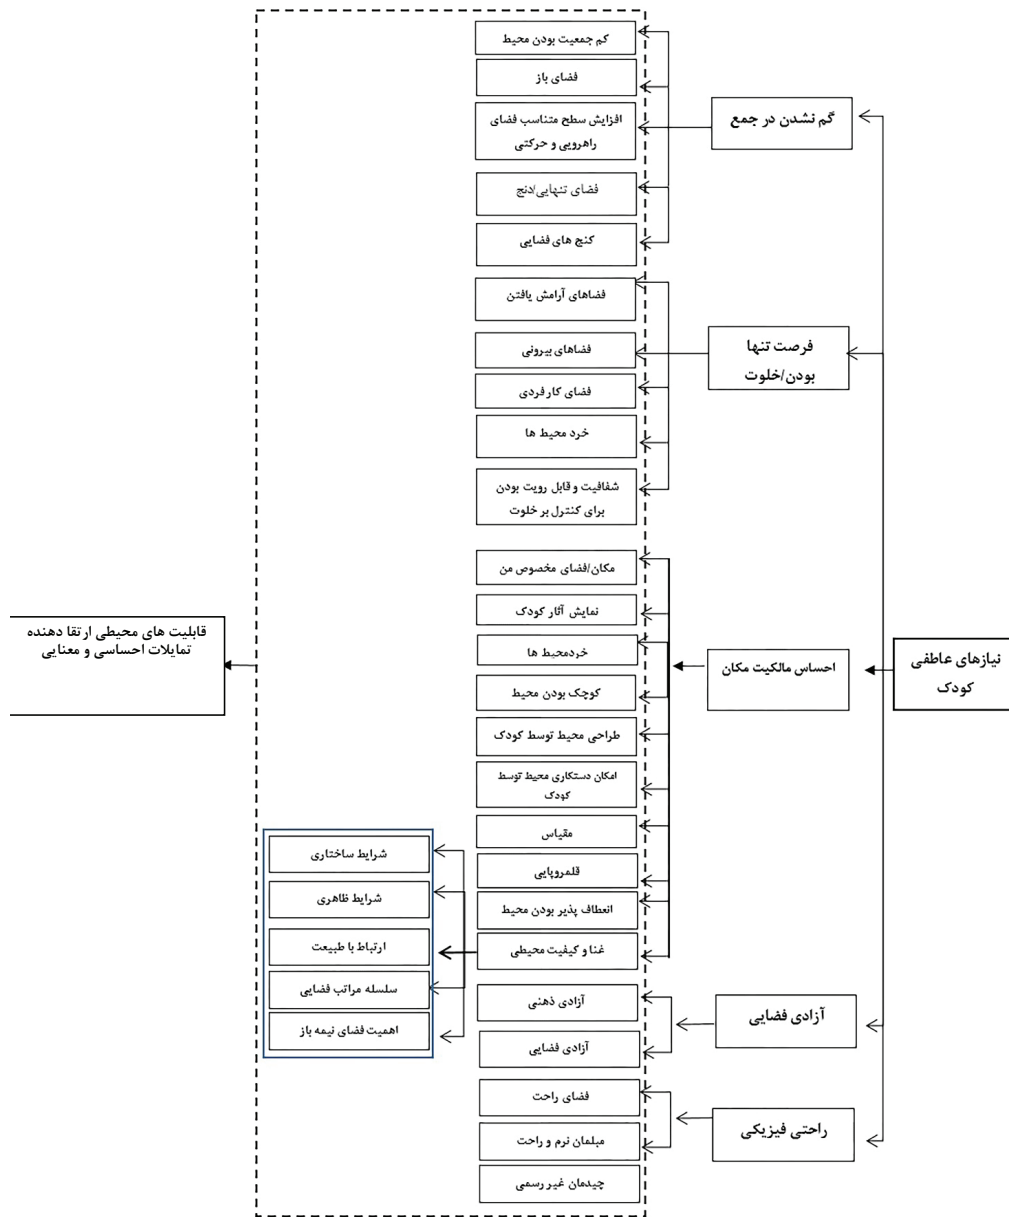 نیازهای عاطفی
کودک
گم نشدن در جمع
کم جمعیت بودن محیط
فضای باز
افزایش سطح متناسب فضای
راهرویی و حرکتی
فضای تنهایی/دنج
کنج های فضایی
فرصت تنها
بودن/خلوت
فضاهای آرامش یافتن
فضاهای بیرونی
فضای کار فردی
خرد محیط ها
شفافیت و قابل رویت بودن
برای کنترل بر خلوت
احساس مالکیت مکان
مکان/فضای مخصوص من
نمایش آثار کودک
خردمحیط ها
کوچک بودن محیط
طراحی محیط توسط کودک
امکان دستکاری محیط توسط
کودک
مقیاس
قلمروپایی
انعطاف پذیر بودن محیط
غنا و کیفیت محیطی
شرایط ساختاری
شرایط ظاهری
ارتباط با طبیعت
سلسله مراتب فضایی
اهمیت فضای نیمه باز
آزادی فضایی
آزادی ذهنی
آزادی فضایی
راحتی فیزیکی
فضای راحت
مبلمان نرم و راحت
چیدمان غیر رسمی
قابلیت های محیطی ارتقا دهنده
تمایلات احساسی و معنایی